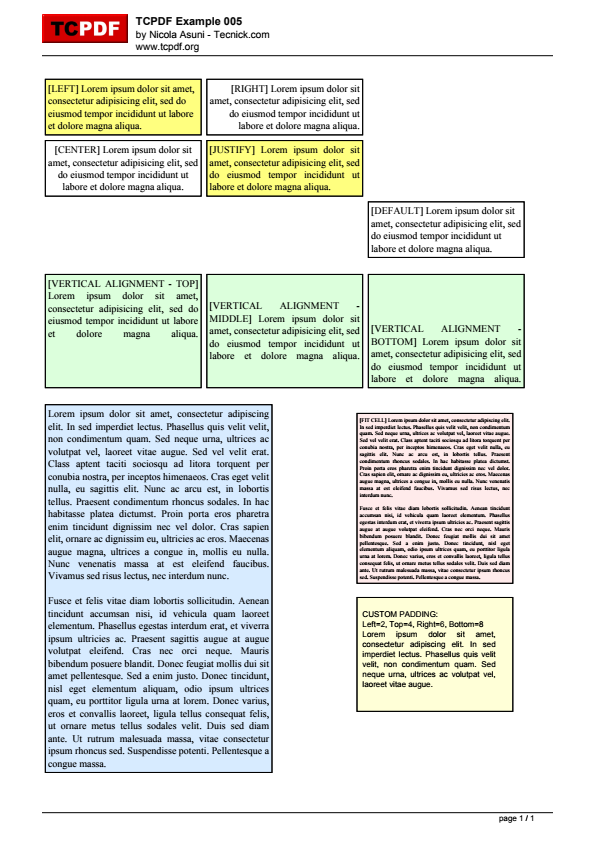 TCPDF
TCPDF Example 005
by Nicola Asuni - Tecnick.com
www.tcpdf.org
[LEFT] Lorem ipsum dolor sit amet,
consectetur adipisicing elit, sed do
eiusmod tempor incididunt ut labore
et dolore magna aliqua.
[RIGHT] Lorem ipsum dolor sit
amet, consectetur adipisicing elit, sed
do eiusmod tempor incididunt ut
labore et dolore magna aliqua.
[CENTER] Lorem ipsum dolor sit
amet, consectetur adipisicing elit, sed
do eiusmod tempor incididunt ut
labore et dolore magna aliqua.
[JUSTIFY] Lorem ipsum dolor sit
amet, consectetur adipisicing elit, sed
do eiusmod tempor incididunt ut
labore et dolore magna aliqua.
[DEFAULT] Lorem ipsum dolor sit
amet, consectetur adipisicing elit, sed
do eiusmod tempor incididunt ut
labore et dolore magna aliqua.
[VERTICAL ALIGNMENT - TOP]
Lorem ipsum dolor sit amet,
consectetur adipisicing elit, sed do
eiusmod tempor incididunt ut labore
et dolore magna aliqua.
[VERTICAL ALIGNMENT -
MIDDLE] Lorem ipsum dolor sit
amet, consectetur adipisicing elit, sed
do eiusmod tempor incididunt ut
labore et dolore magna aliqua.
[VERTICAL ALIGNMENT -
BOTTOM] Lorem ipsum dolor sit
amet, consectetur adipisicing elit, sed
do eiusmod tempor incididunt ut
labore et dolore magna aliqua.
Lorem ipsum dolor sit amet, consectetur adipiscing
elit. In sed imperdiet lectus. Phasellus quis velit velit,
non condimentum quam. Sed neque urna, ultrices ac
volutpat vel, laoreet vitae augue. Sed vel velit erat.
Class aptent taciti sociosqu ad litora torquent per
conubia nostra, per inceptos himenaeos. Cras eget velit
nulla, eu sagittis elit. Nunc ac arcu est, in lobortis
tellus. Praesent condimentum rhoncus sodales. In hac
habitasse platea dictumst. Proin porta eros pharetra
enim tincidunt dignissim nec vel dolor. Cras sapien
elit, ornare ac dignissim eu, ultricies ac eros. Maecenas
augue magna, ultrices a congue in, mollis eu nulla.
Nunc venenatis massa at est eleifend faucibus.
Vivamus sed risus lectus, nec interdum nunc.
Fusce et felis vitae diam lobortis sollicitudin. Aenean
tincidunt accumsan nisi, id vehicula quam laoreet
elementum. Phasellus egestas interdum erat, et viverra
ipsum ultricies ac. Praesent sagittis augue at augue
volutpat eleifend. Cras nec orci neque. Mauris
bibendum posuere blandit. Donec feugiat mollis dui sit
amet pellentesque. Sed a enim justo. Donec tincidunt,
nisl eget elementum aliquam, odio ipsum ultrices
quam, eu porttitor ligula urna at lorem. Donec varius,
eros et convallis laoreet, ligula tellus consequat felis,
ut ornare metus tellus sodales velit. Duis sed diam
ante. Ut rutrum malesuada massa, vitae consectetur
ipsum rhoncus sed. Suspendisse potenti. Pellentesque a
congue massa.
[FIT CELL] Lorem ipsum dolor sit amet, consectetur adipiscing elit.
In sed imperdiet lectus. Phasellus quis velit velit, non condimentum
quam. Sed neque urna, ultrices ac volutpat vel, laoreet vitae augue.
Sed vel velit erat. Class aptent taciti sociosqu ad litora torquent per
conubia nostra, per inceptos himenaeos. Cras eget velit nulla, eu
sagittis elit. Nunc ac arcu est, in lobortis tellus. Praesent
condimentum rhoncus sodales. In hac habitasse platea dictumst.
Proin porta eros pharetra enim tincidunt dignissim nec vel dolor.
Cras sapien elit, ornare ac dignissim eu, ultricies ac eros. Maecenas
augue magna, ultrices a congue in, mollis eu nulla. Nunc venenatis
massa at est eleifend faucibus. Vivamus sed risus lectus, nec
interdum nunc.
Fusce et felis vitae diam lobortis sollicitudin. Aenean tincidunt
accumsan nisi, id vehicula quam laoreet elementum. Phasellus
egestas interdum erat, et viverra ipsum ultricies ac. Praesent sagittis
augue at augue volutpat eleifend. Cras nec orci neque. Mauris
bibendum posuere blandit. Donec feugiat mollis dui sit amet
pellentesque. Sed a enim justo. Donec tincidunt, nisl eget
elementum aliquam, odio ipsum ultrices quam, eu porttitor ligula
urna at lorem. Donec varius, eros et convallis laoreet, ligula tellus
consequat felis, ut ornare metus tellus sodales velit. Duis sed diam
ante. Ut rutrum malesuada massa, vitae consectetur ipsum rhoncus
sed. Suspendisse potenti. Pellentesque a congue massa.
CUSTOM PADDING:
Left=2, Top=4, Right=6, Bottom=8
Lorem ipsum dolor sit amet,
consectetur adipiscing elit. In sed
imperdiet lectus. Phasellus quis velit
velit, non condimentum quam. Sed
neque urna, ultrices ac volutpat vel,
laoreet vitae augue.
page 1 / 1